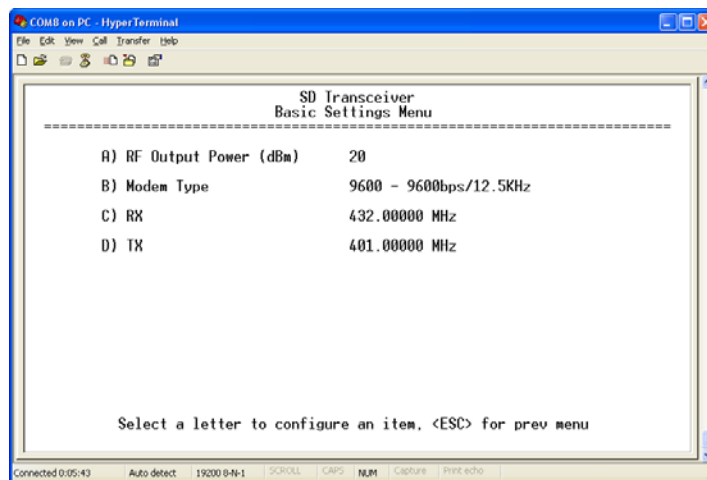 COM8 on PC - HyperTerminal
File Edit View Call Transfer Help
SD Transceiver
Basic Settings Menu
================================================================================
A) RF Output Power (dBm) 20
B) Modem Type 9600 - 9600bps/12.5KHz
C) RX 432.00000 MHz
D) TX 401.00000 MHz
Select a letter to configure an item, <ESC> for prev menu
Connected 0:05:43 Auto detect 19200 8-N-1 SCROLL CAPS NUM Capture Print echo